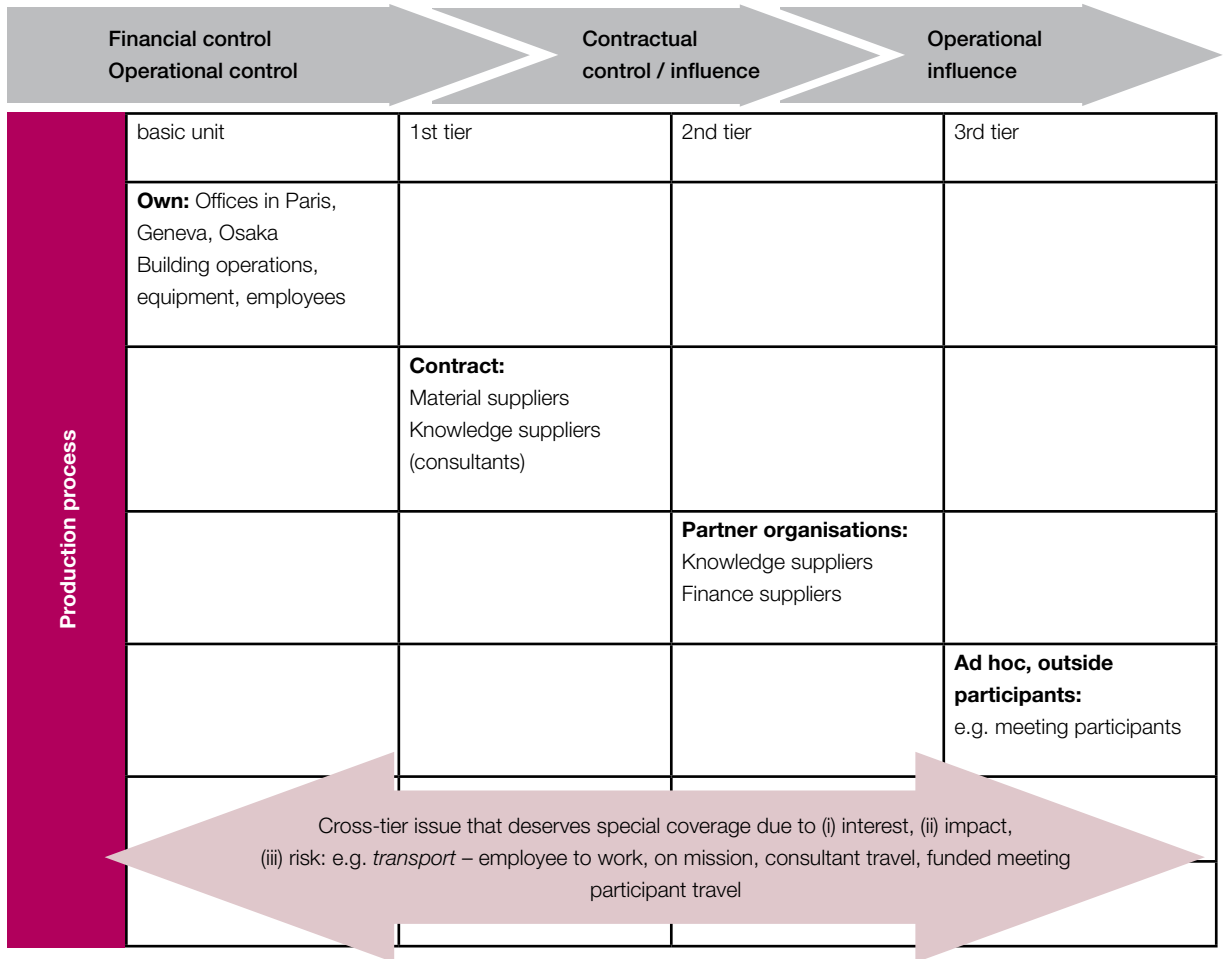 Financial control
Operational control
Contractual
control / influence
Operational
influence
basic unit
1st tier
2nd tier
3rd tier
Production process
Own: Offices in Paris,
Geneva, Osaka
Building operations,
equipment, employees
Contract:
Material suppliers
Knowledge suppliers
(consultants)
Partner organisations:
Knowledge suppliers
Finance suppliers
Ad hoc, outside
participants:
e.g. meeting participants
Cross-tier issue that deserves special coverage due to (i) interest, (ii) impact,
(iii) risk: e.g. transport – employee to work, on mission, consultant travel, funded meeting
participant travel